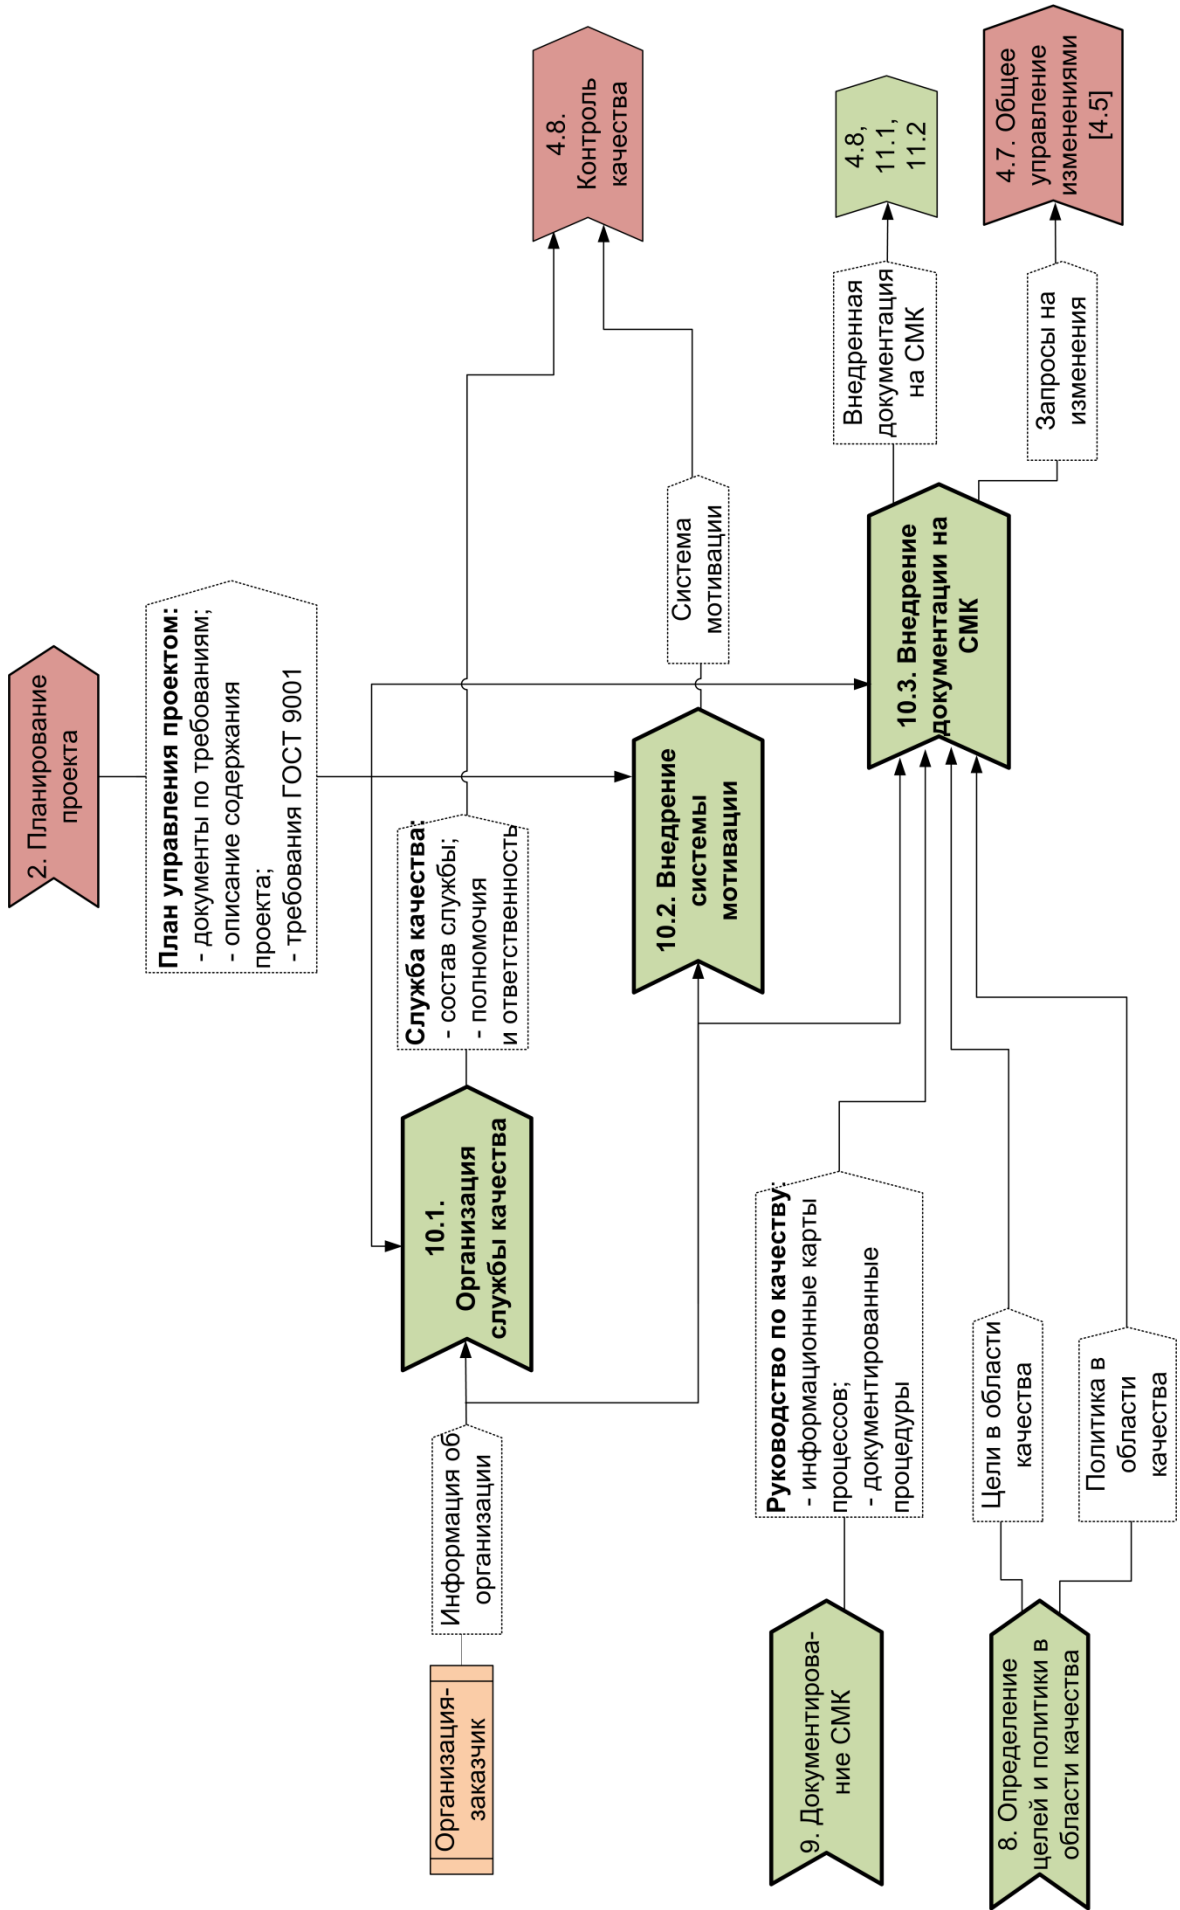 2. Планирование
проекта
План управления проектом:
- документы по требованиям;
- описание содержания
проекта;
- требования ГОСТ 9001
Организация-
заказчик
Информация об
организации
10.1.
Организация
службы качества
Служба качества:
- состав службы;
- полномочия
и ответственность
4.8.
Контроль
качества
10.2. Внедрение
системы
мотивации
Система
мотивации
9. Документирова-
ние СМК
Руководство по качеству:
- информационные карты
процессов;
- документированные
процедуры
10.3. Внедрение
документации на
СМК
Внедренная
документация
на СМК
4.8,
11.1,
11.2
8. Определение
целей и политики в
области качества
Цели в области
качества
Политика в
области
качества
Запросы на
изменения
4.7. Общее
управление
изменениями
[4.5]